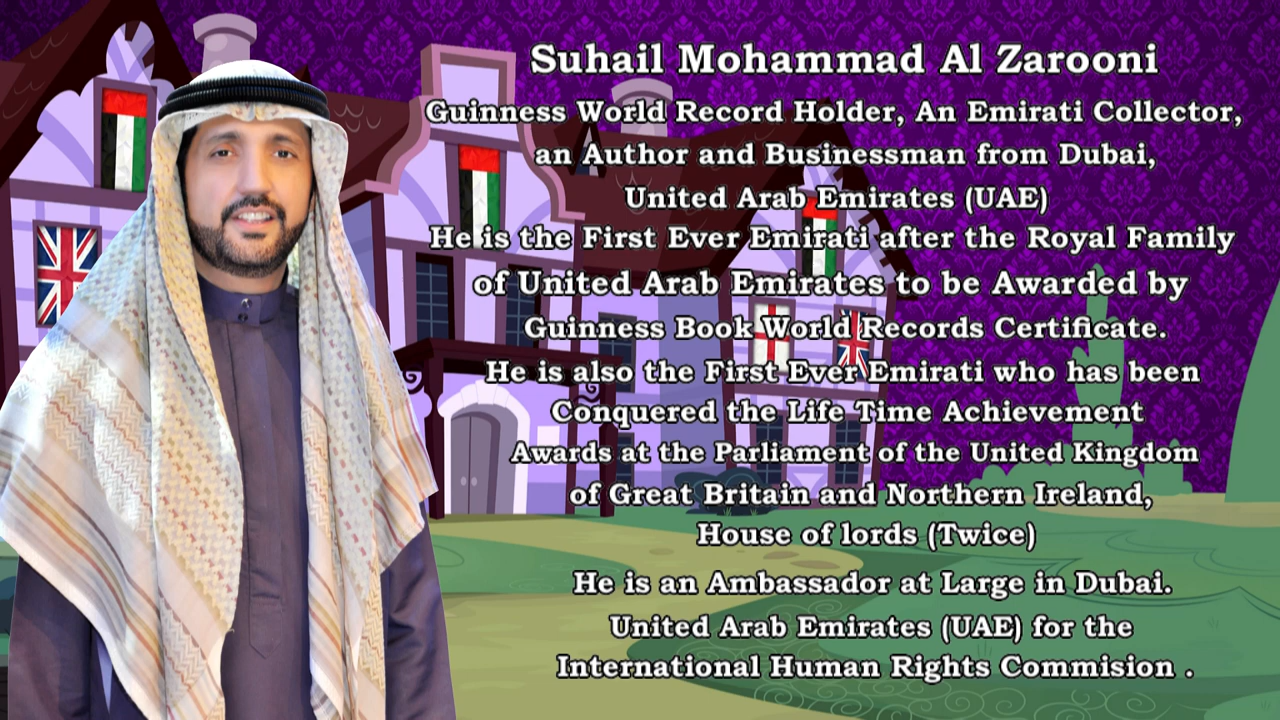 Suhail Mohammad Al Zarooni
Guinness World Record Holder, An Emirati Collector,
an Author and Businessman from Dubai,
United Arab Emirates (UAE)
He is the First Ever Emirati after the Royal Family
of United Arab Emirates to be Awarded by
Guinness Book World Records Certificate.
He is also the First Ever Emirati who has been
Conquered the Life Time Achievement
Awards at the Parliament of the United Kingdom
of Great Britain and Northern Ireland,
House of lords (Twice)
He is an Ambassador at Large in Dubai.
United Arab Emirates (UAE) for the
International Human Rights Commision .